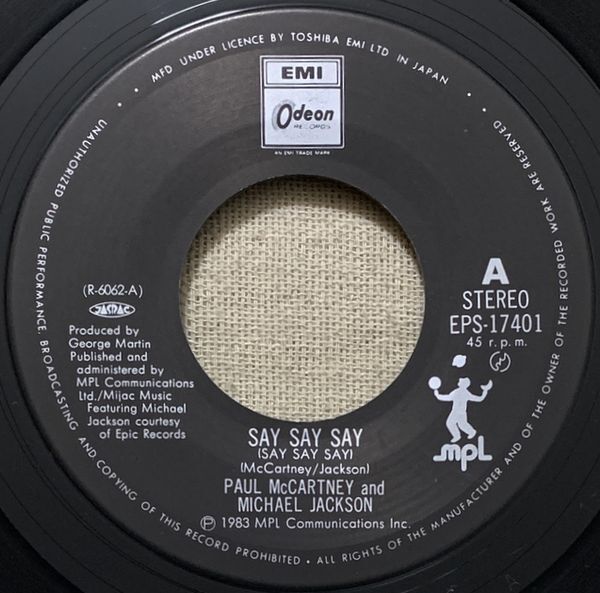 • MFD UNDER LICENCE BY TOSHIBA EMI LTD IN JAPAN •
EMI
Odeon
RECORDS
AN EMI TRADE MARK
(R-6062-A)
JASRAC
Produced by
George Martin
Published and
administered by
MPL Communications
Ltd./Mijac Music
Featuring Michael
Jackson courtesy
of Epic Records
A
STEREO
EPS-17401
45 r.p.m.
mpL
SAY SAY SAY
(SAY SAY SAY)
(McCartney/Jackson)
PAUL McCARTNEY and
MICHAEL JACKSON
Ⓟ 1983 MPL Communications Inc.
• UNAUTHORIZED PUBLIC PERFORMANCE BROADCASTING AND COPYING OF THIS RECORD PROHIBITED • ALL RIGHTS OF THE MANUFACTURER AND OF THE OWNER OF THE RECORDED WORK ARE RESERVED •